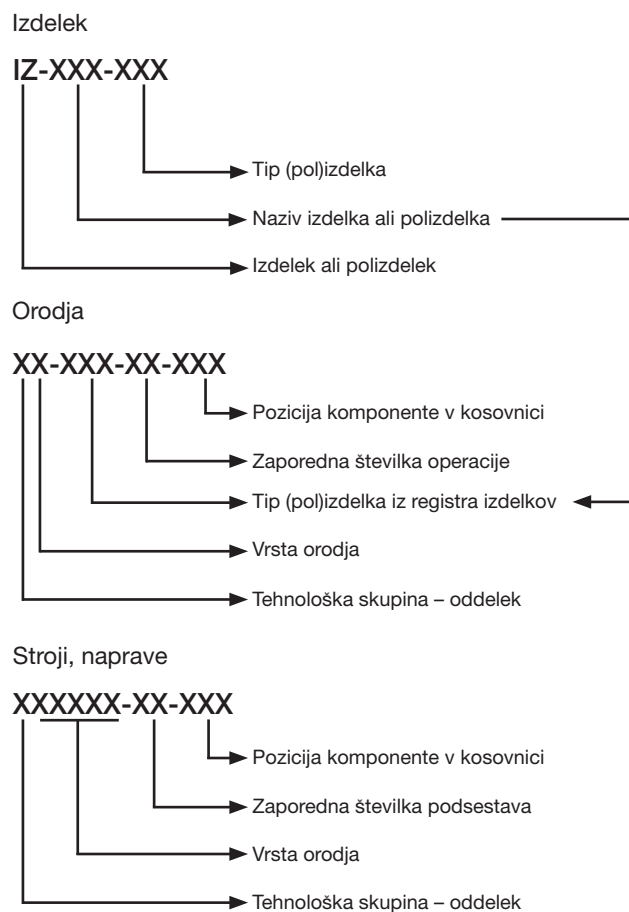 Izdelek
IZ-XXX-XXX
Tip (pol)izdelka
Naziv izdelka ali polizdelka
Izdelek ali polizdelek
Orodja
XX-XXX-XX-XXX
Pozicija komponente v kosovnici
Zaporedna številka operacije
Tip (pol)izdelka iz registra izdelkov
Vrsta orodja
Tehnološka skupina – oddelek
Stroji, naprave
XXXXXX-XX-XXX
Pozicija komponente v kosovnici
Zaporedna številka podsestava
Vrsta orodja
Tehnološka skupina – oddelek